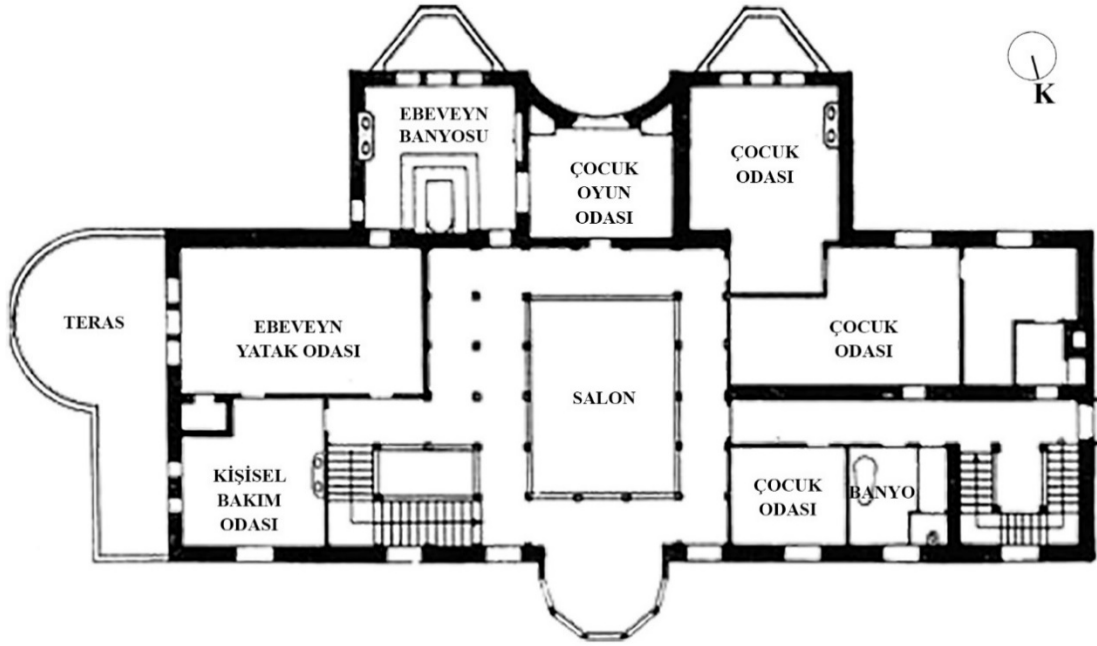 K
EBEVEYN
BANYOSU
ÇOCUK
OYUN
ODASI
ÇOCUK
ODASI
TERAS
EBEVEYN
YATAK ODASI
SALON
ÇOCUK
ODASI
KİŞİSEL
BAKIM
ODASI
ÇOCUK
ODASI
BANYO